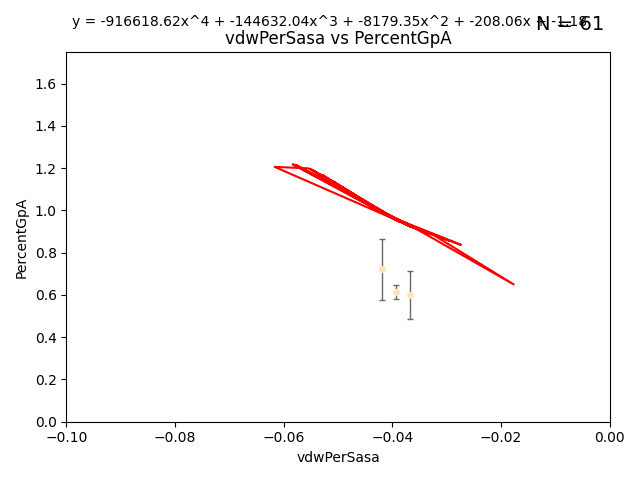 y = -916618.62x^4 + -144632.04x^3 + -8179.35x^2 + -208.06x + -1.18
N = 61
vdwPerSasa vs PercentGpA
PercentGpA
1.6
1.4
1.2
1.0
0.8
0.6
0.4
0.2
0.0
−0.10 −0.08 −0.06 −0.04 −0.02 0.00
vdwPerSasa